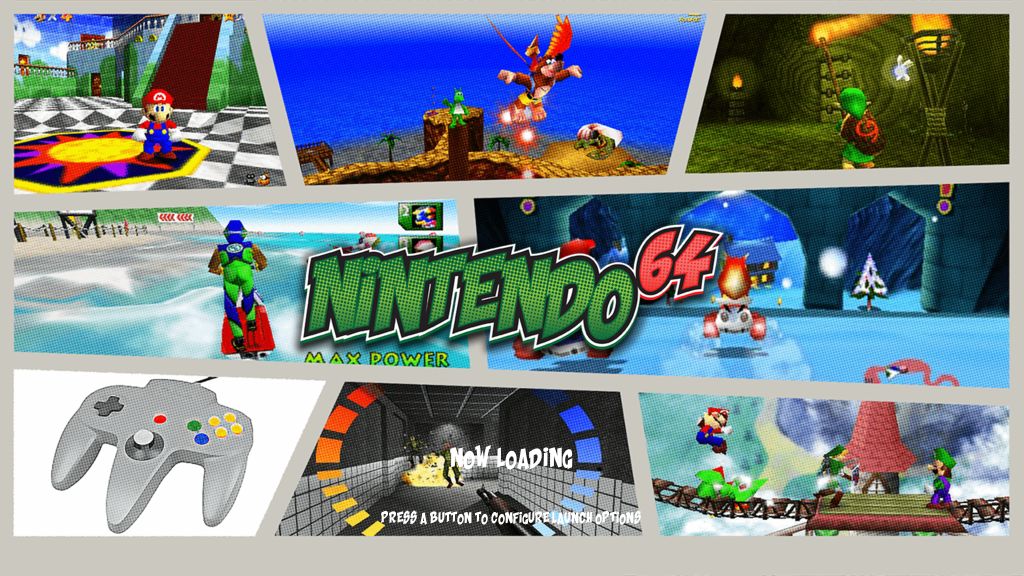 NINTENDO 64
MAX POWER
NOW LOADING
PRESS A BUTTON TO CONFIGURE LAUNCH OPTIONS